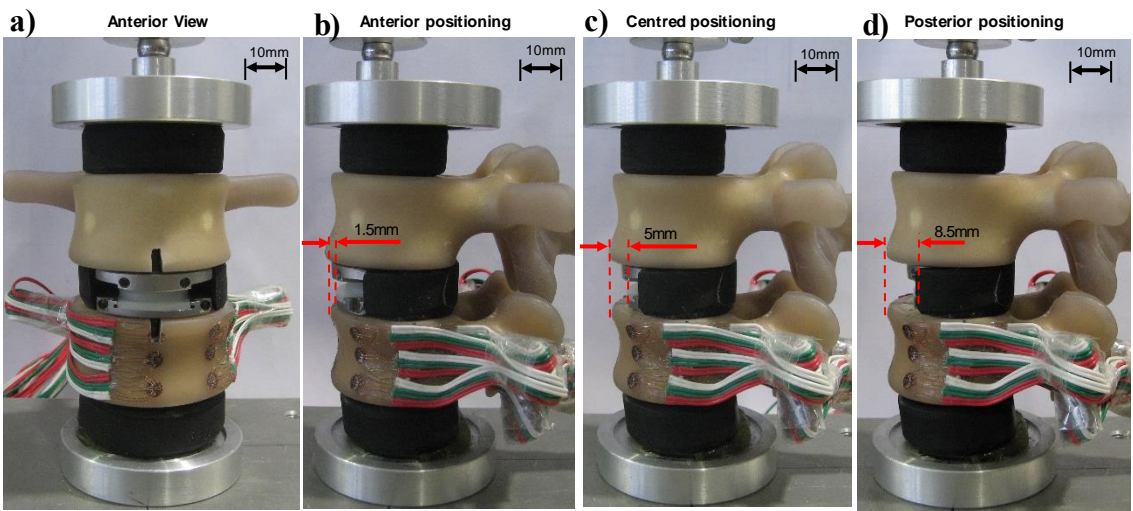 a) Anterior View
b) Anterior positioning
c) Centred positioning
d) Posterior positioning
10mm
10mm
10mm
10mm
1.5mm
5mm
8.5mm